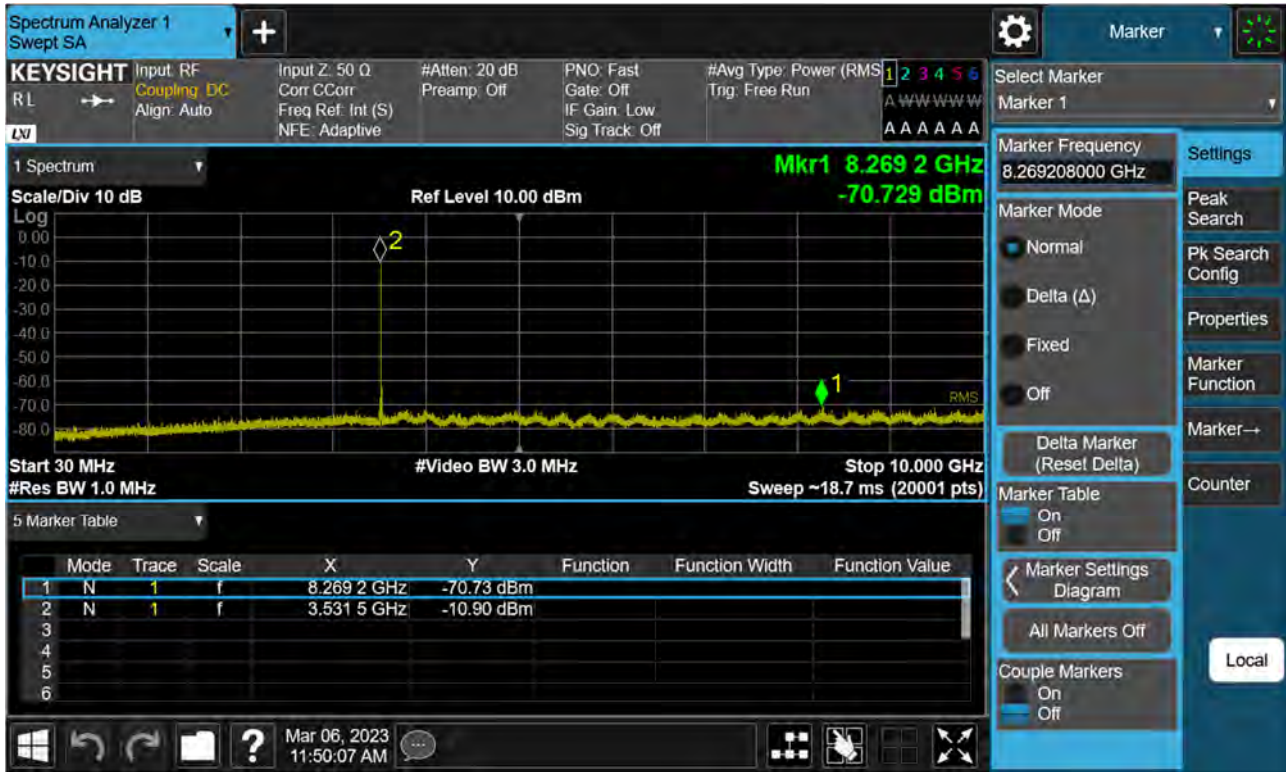 Spectrum Analyzer 1
Swept SA
+
Marker
KEYSIGHT Input: RF Input Z: 50 Ω #Atten: 20 dB PNO: Fast #Avg Type: Power (RMS 1 2 3 4 5 6
RL Coupling: DC Corr CCorr Preamp: Off Gate: Off Trig: Free Run
Align: Auto Freq Ref: Int (S) IF Gain: Low A W W W W W
LXI NFE: Adaptive Sig Track: Off A A A A A A
Select Marker
Marker 1
1 Spectrum
Mkr1 8.269 2 GHz
Scale/Div 10 dB Ref Level 10.00 dBm -70.729 dBm
Log
0.00
-10.0
-20.0
-30.0
-40.0
-50.0
-60.0
-70.0
-80.0
2
1
RMS
Start 30 MHz #Video BW 3.0 MHz Stop 10.000 GHz
#Res BW 1.0 MHz Sweep ~18.7 ms (20001 pts)
5 Marker Table
Mode Trace Scale X Y Function Function Width Function Value
1 N 1 f 8.269 2 GHz -70.73 dBm
2 N 1 f 3.531 5 GHz -10.90 dBm
3
4
5
6
Marker Frequency
8.269208000 GHz
Marker Mode
Normal
Delta (Δ)
Fixed
Off
Delta Marker
(Reset Delta)
Marker Table
On
Off
Marker Settings
Diagram
All Markers Off
Couple Markers
On
Off
Settings
Peak
Search
Pk Search
Config
Properties
Marker
Function
Marker→
Counter
Local
?
Mar 06, 2023
11:50:07 AM